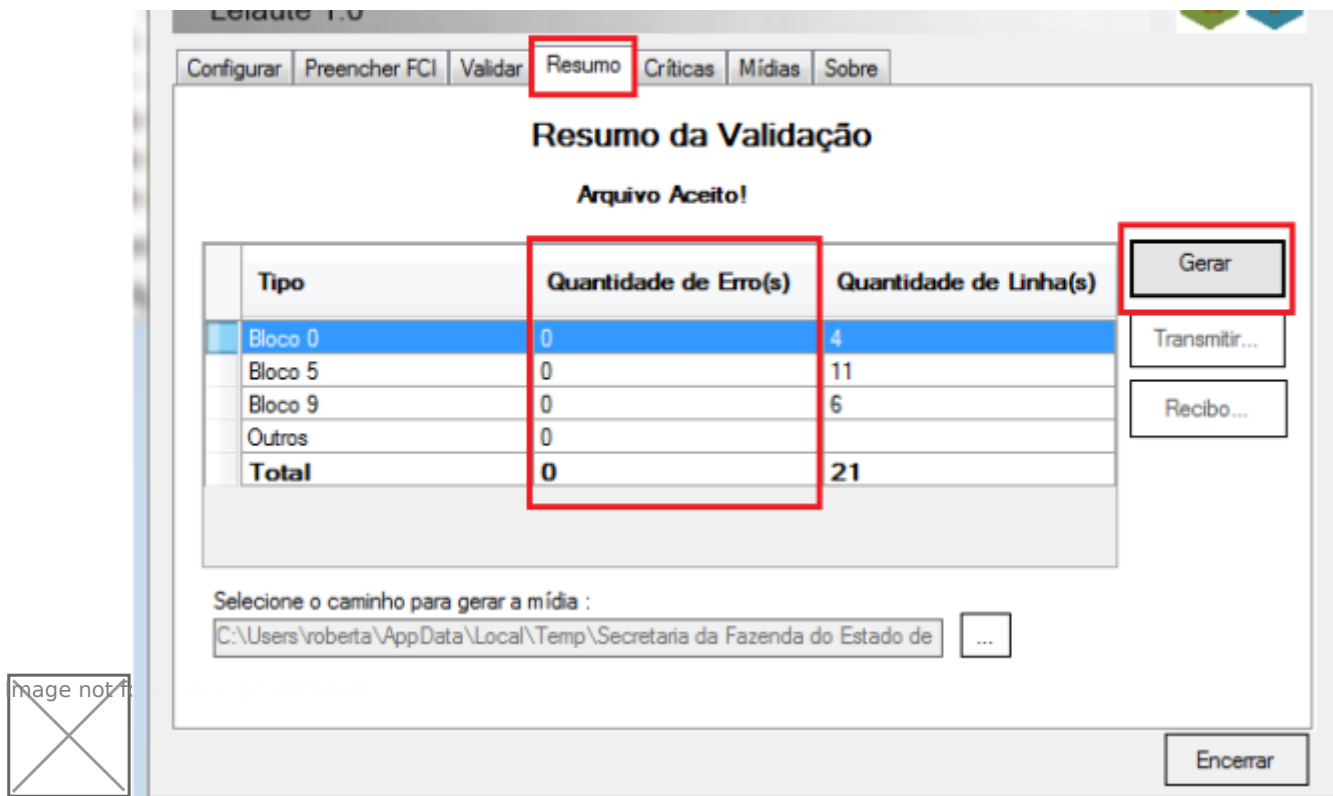 Configurar Preencher FCI Validar Resumo Críticas Mídias Sobre
Resumo da Validação
Arquivo Aceito!
Tipo Quantidade de Erro(s) Quantidade de Linha(s)
Gerar
Bloco 0 0 4
Transmitir...
Bloco 5 0 11
Bloco 9 0 6
Recibo...
Outros 0
Total 0 21
Selecione o caminho para gerar a mídia :
C:\Users\roberta\AppData\Local\Temp\Secretaria da Fazenda do Estado de ...
Image not
Encerrar